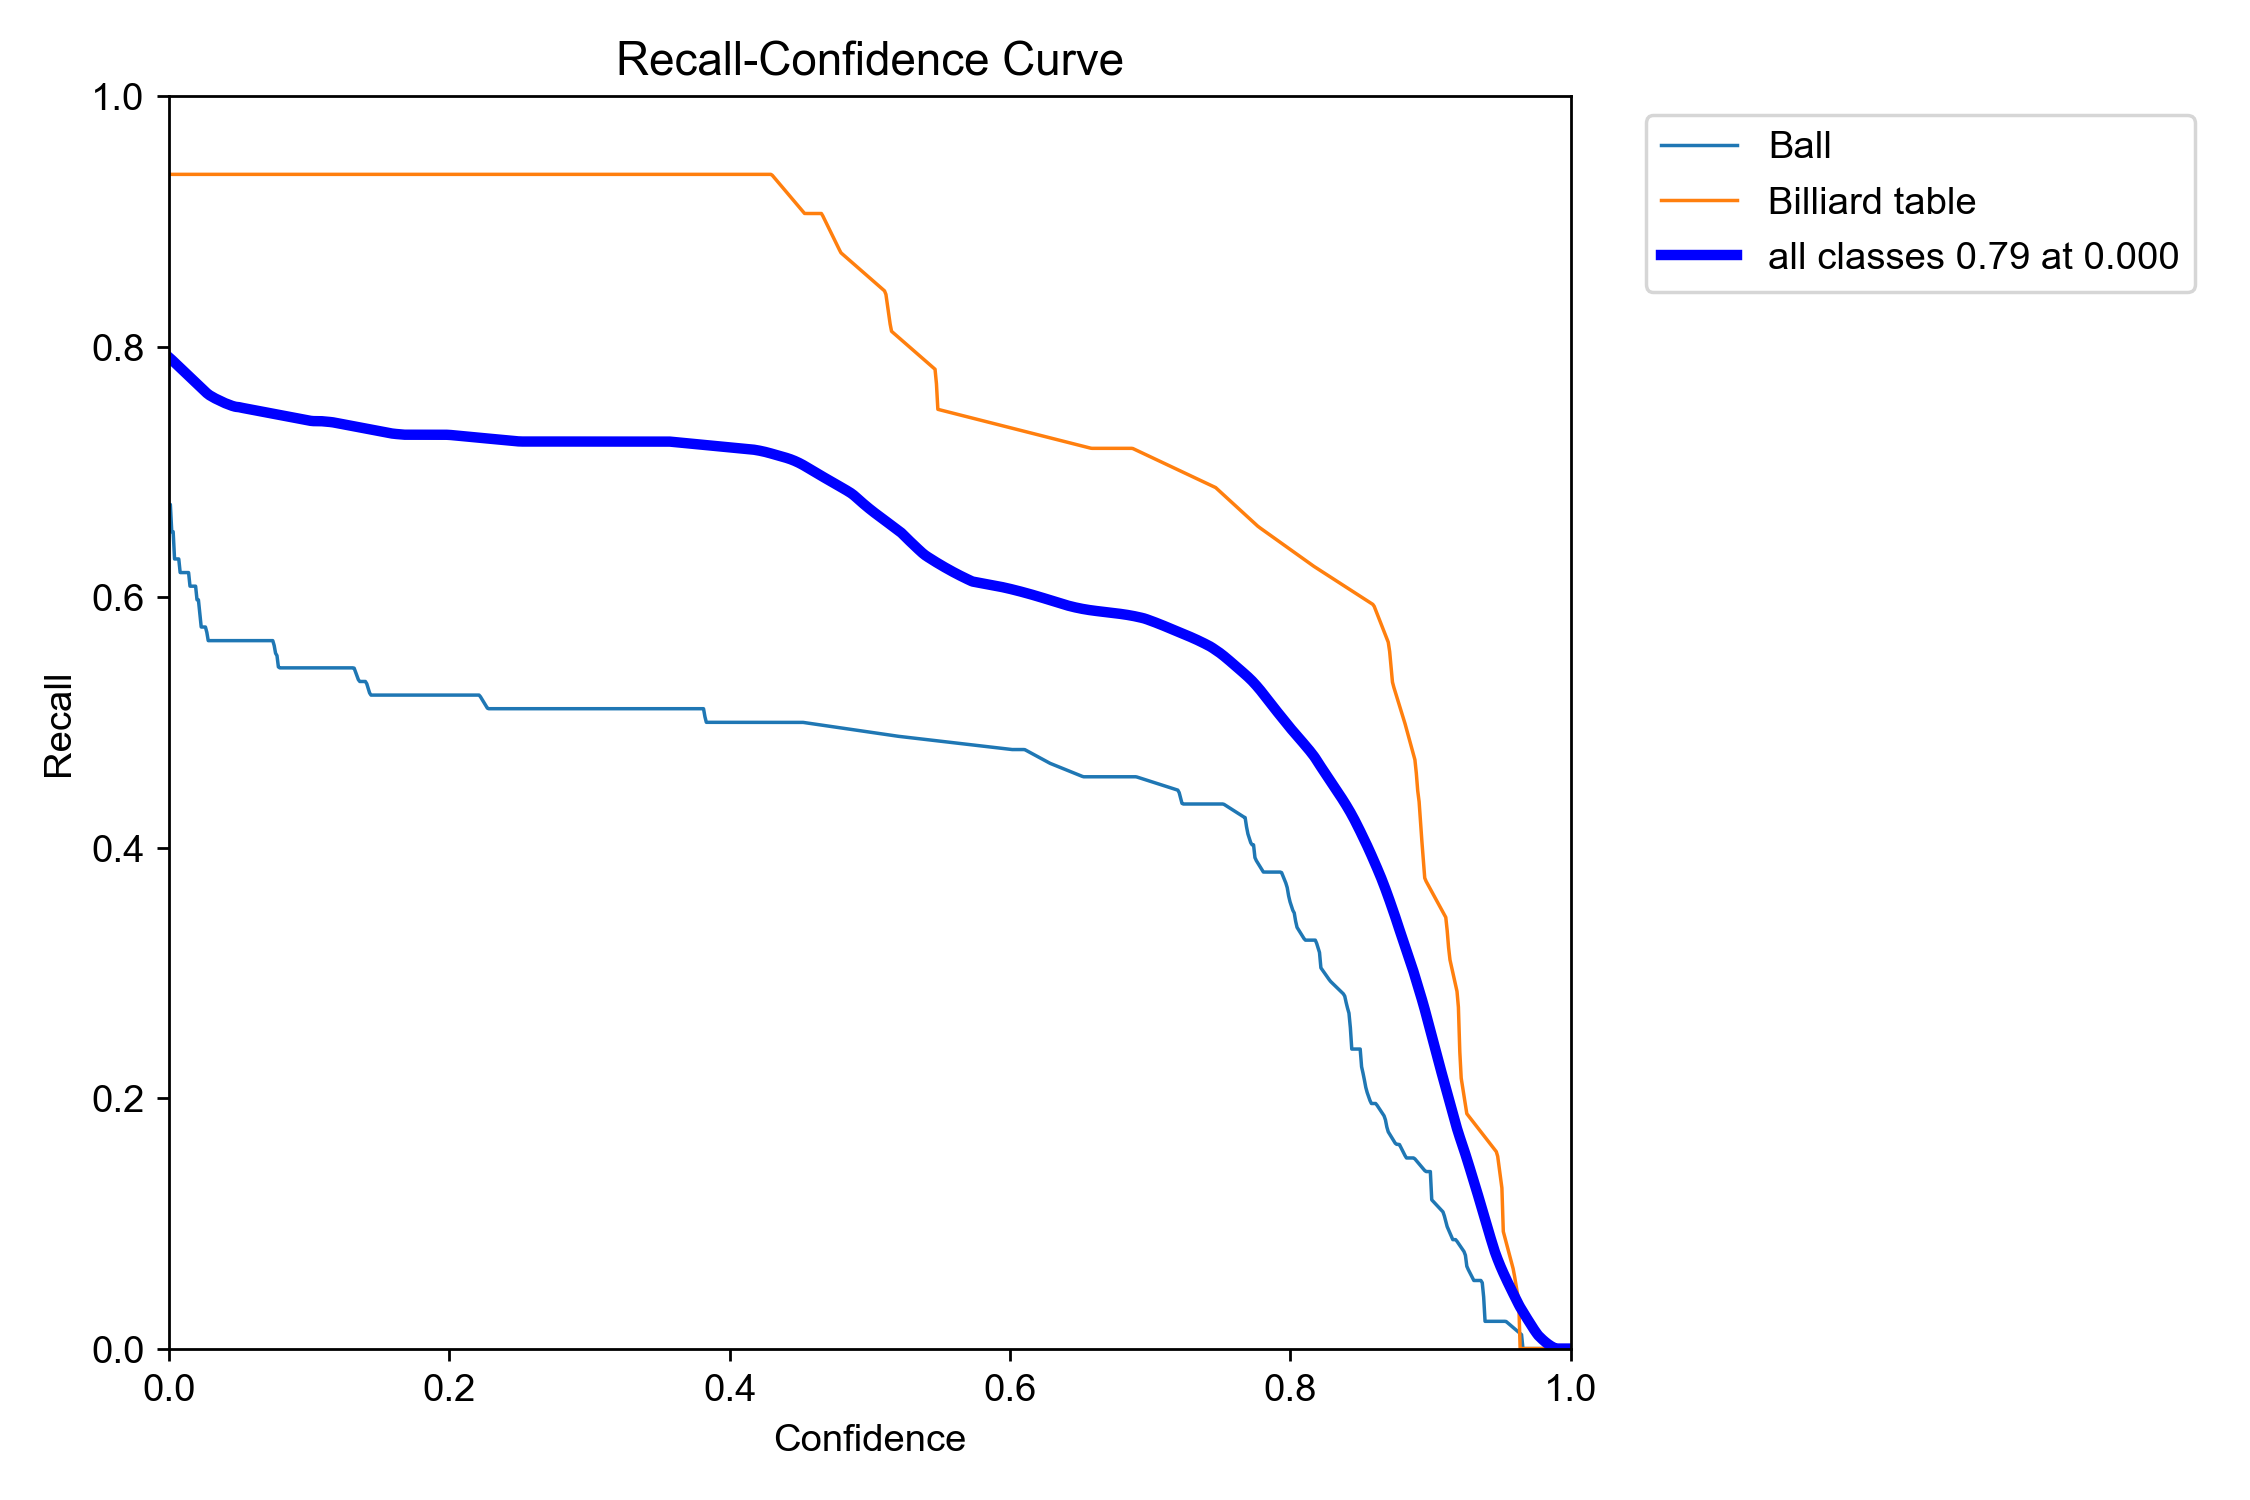 Recall-Confidence Curve
1.0
0.8
0.6
0.4
0.2
0.0
Recall
0.0 0.2 0.4 0.6 0.8 1.0
Confidence
Ball
Billiard table
all classes 0.79 at 0.000